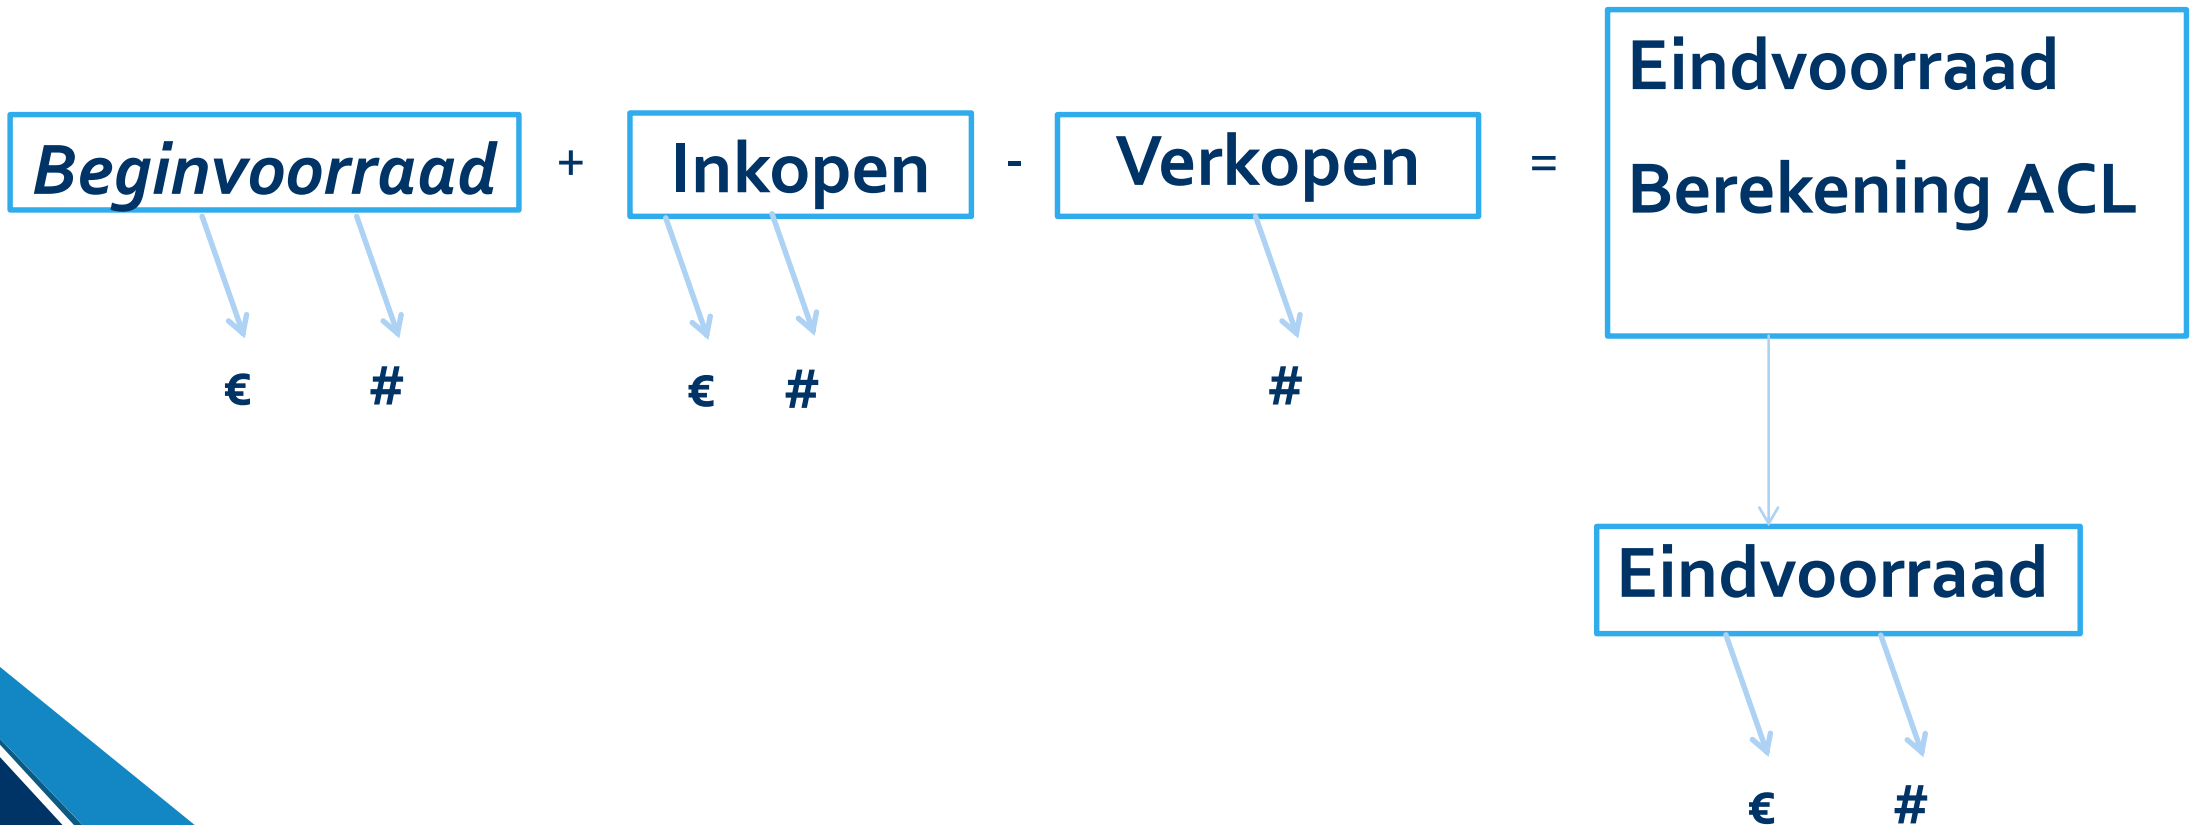 Beginvoorraad + Inkopen - Verkopen =
Eindvoorraad
Berekening ACL
€ # € # #
Eindvoorraad
€ #